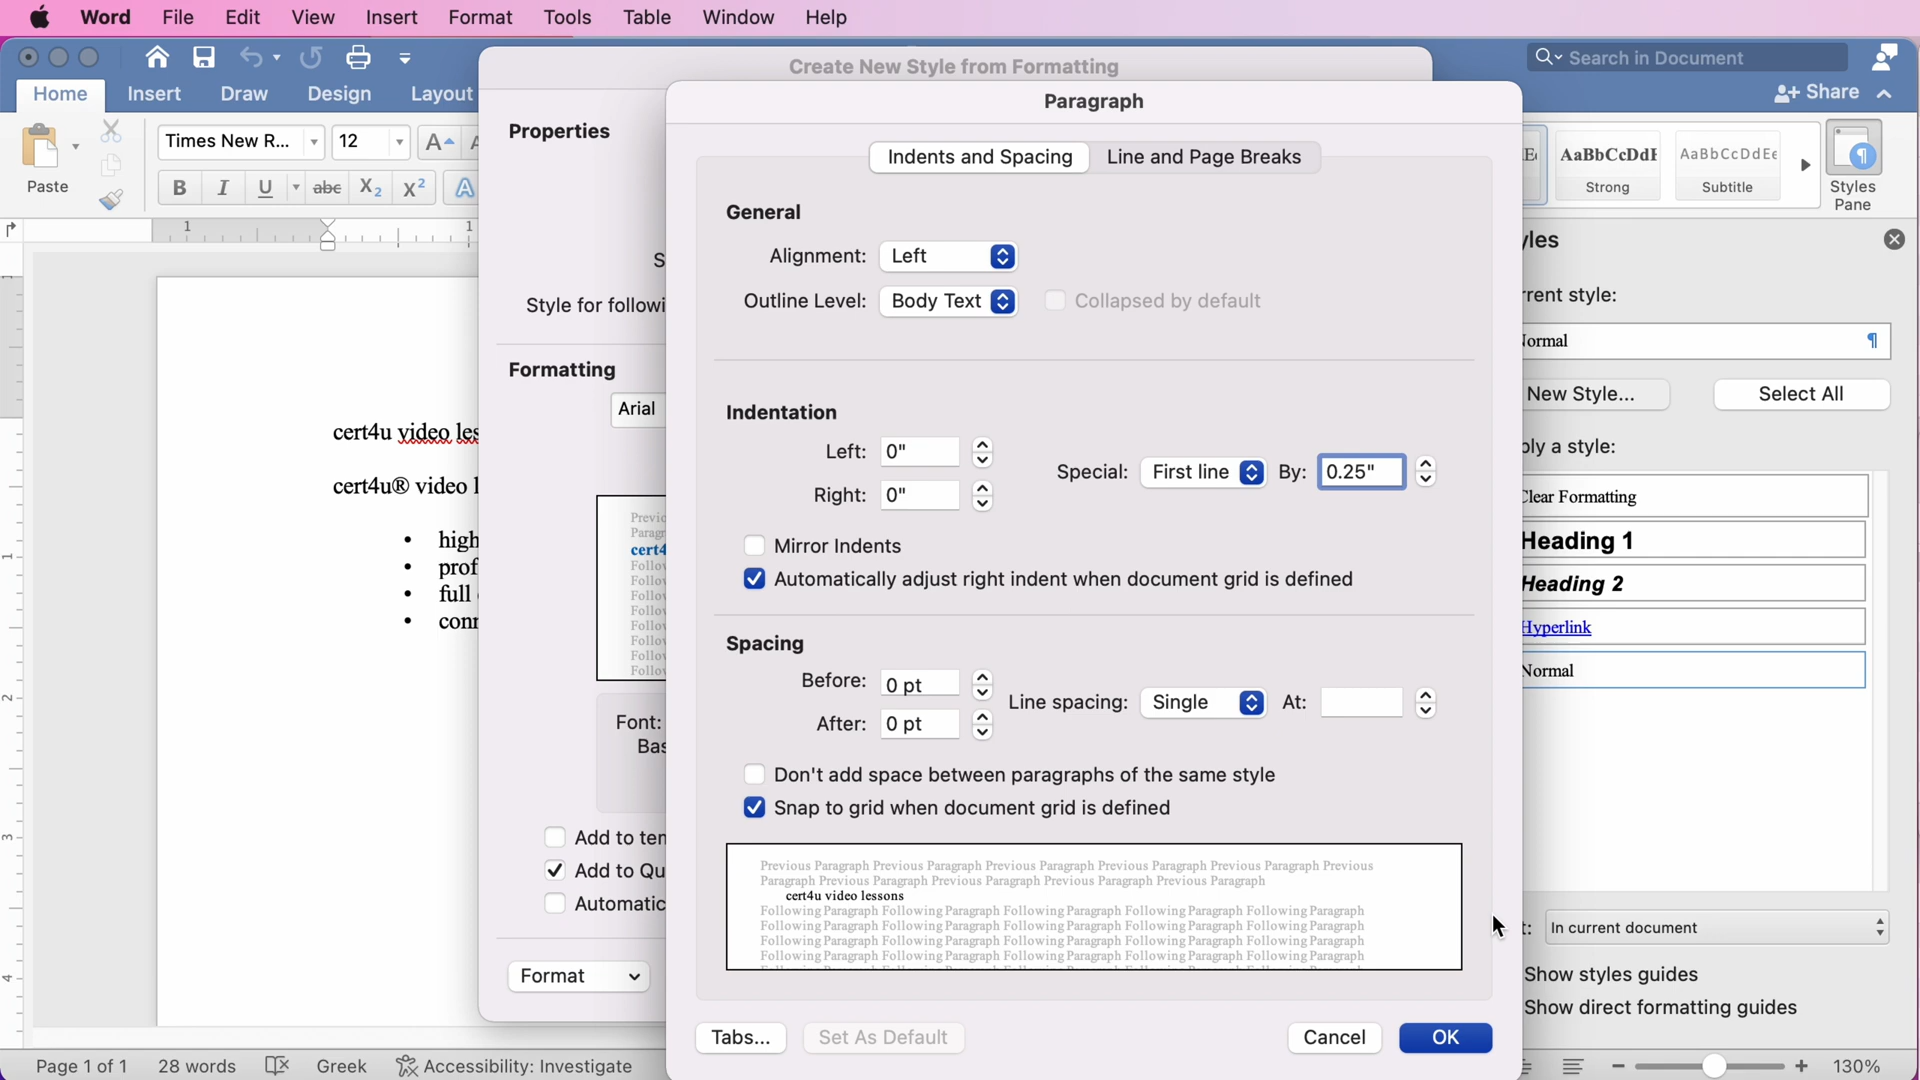 Word File Edit View Insert Format Tools Table Window Help
Search in Document
Home Insert Draw Design Layout
Share
Create New Style from Formatting
Paragraph
Paste
Times New R... 12
B I U abc X2 X2 A
AaBbCcDdE
Strong
AaBbCcDdEe
Subtitle
Styles
Pane
Properties
Style for followi
Formatting
Arial
cert4u video les
cert4u® video l
• high
• prof
• full
• conn
Font:
Bas
Add to ten
Add to Qu
Automatic
Format
Indents and Spacing Line and Page Breaks
General
Alignment: Left
Outline Level: Body Text Collapsed by default
Indentation
Left: 0"
Right: 0"
Special: First line By: 0.25"
Mirror Indents
Automatically adjust right indent when document grid is defined
Spacing
Before: 0 pt
After: 0 pt
Line spacing: Single At:
Don't add space between paragraphs of the same style
Snap to grid when document grid is defined
Previous Paragraph Previous Paragraph Previous Paragraph Previous Paragraph Previous Paragraph Previous
Paragraph Previous Paragraph Previous Paragraph Previous Paragraph Previous Paragraph
cert4u video lessons
Following Paragraph Following Paragraph Following Paragraph Following Paragraph Following Paragraph
Following Paragraph Following Paragraph Following Paragraph Following Paragraph Following Paragraph
Following Paragraph Following Paragraph Following Paragraph Following Paragraph Following Paragraph
Following Paragraph Following Paragraph Following Paragraph Following Paragraph Following Paragraph
Tabs... Set As Default Cancel OK
yles
rrent style:
Normal
New Style... Select All
ply a style:
Clear Formatting
Heading 1
Heading 2
Hyperlink
Normal
t: In current document
Show styles guides
Show direct formatting guides
Page 1 of 1 28 words Greek Accessibility: Investigate
130%